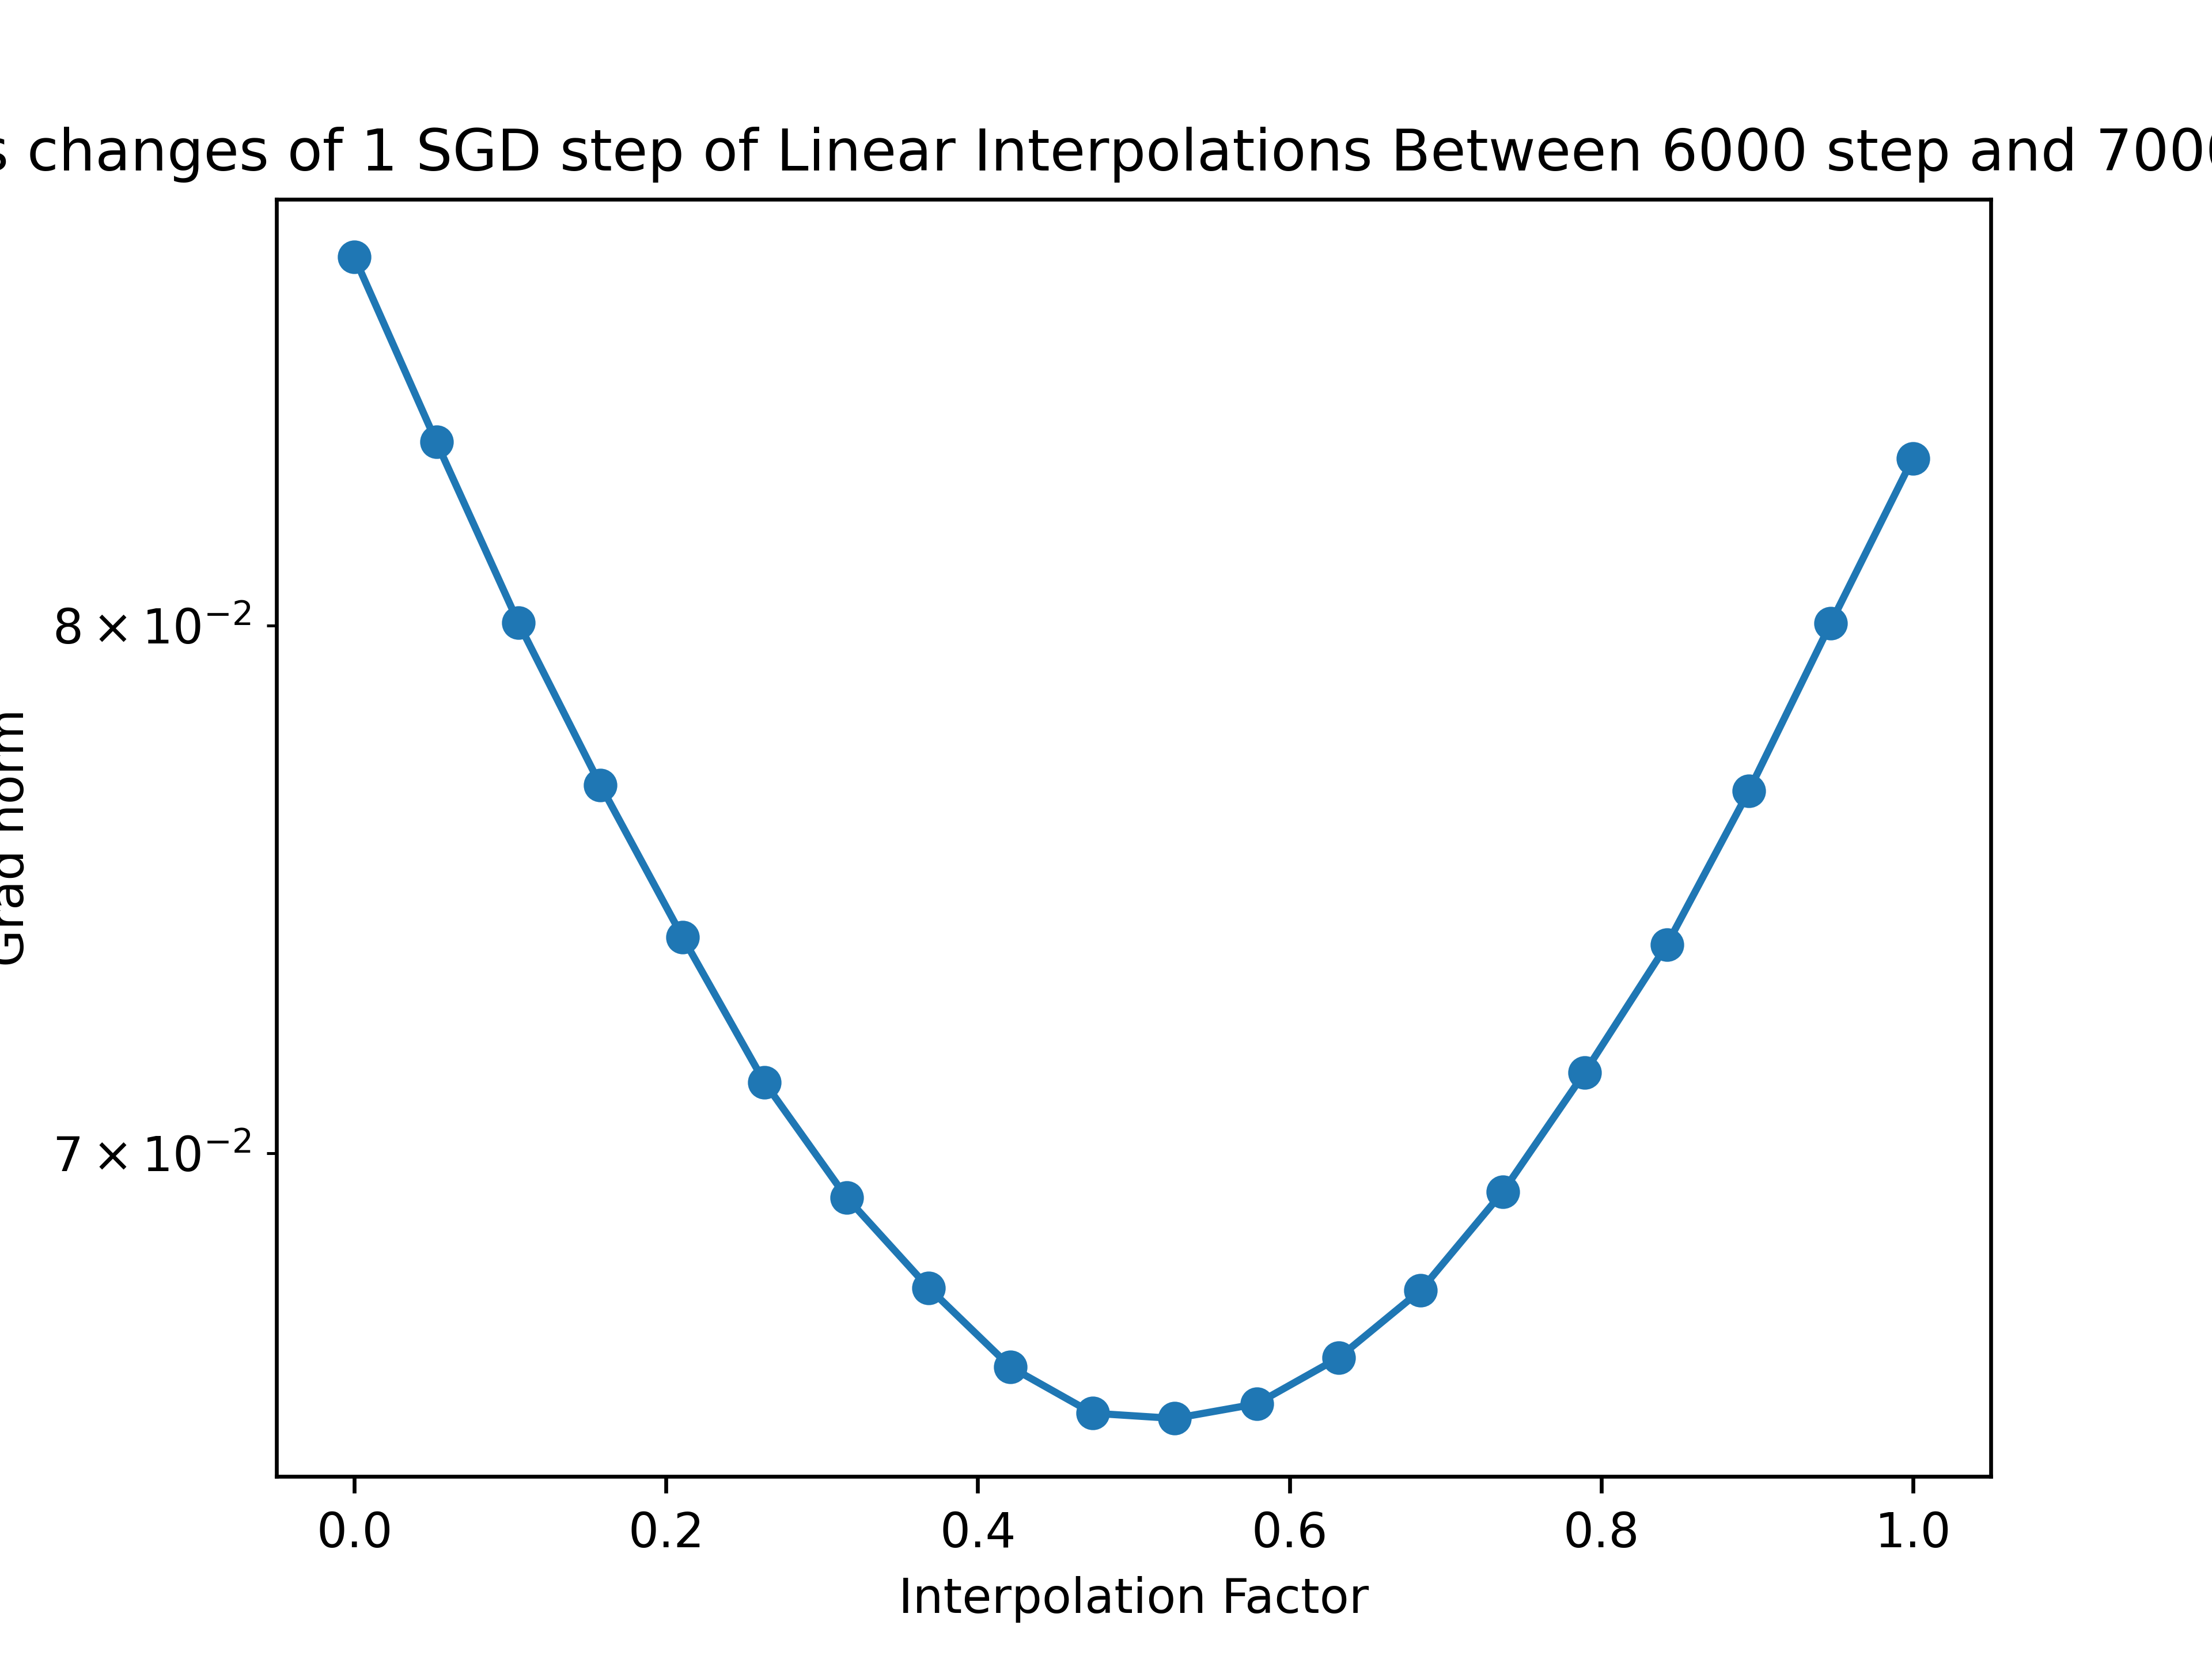 s changes of 1 SGD step of Linear Interpolations Between 6000 step and 700
8 × 10⁻²
7 × 10⁻²
Grad norm
0.0 0.2 0.4 0.6 0.8 1.0
Interpolation Factor